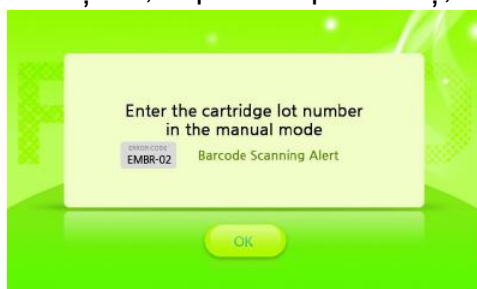 Enter the cartridge lot number
in the manual mode
ERROR CODE
EMBR-02
Barcode Scanning Alert
OK